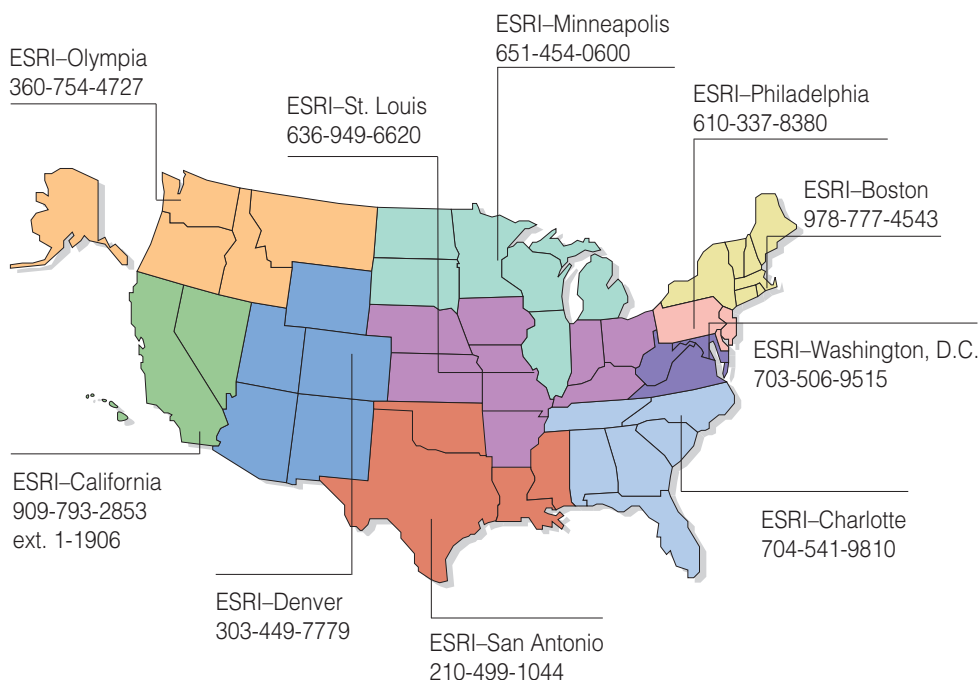 ESRI–Minneapolis
651-454-0600
ESRI–Olympia
360-754-4727
ESRI–St. Louis
636-949-6620
ESRI–Philadelphia
610-337-8380
ESRI–Boston
978-777-4543
ESRI–Washington, D.C.
703-506-9515
ESRI–California
909-793-2853
ext. 1-1906
ESRI–Charlotte
704-541-9810
ESRI–Denver
303-449-7779
ESRI–San Antonio
210-499-1044